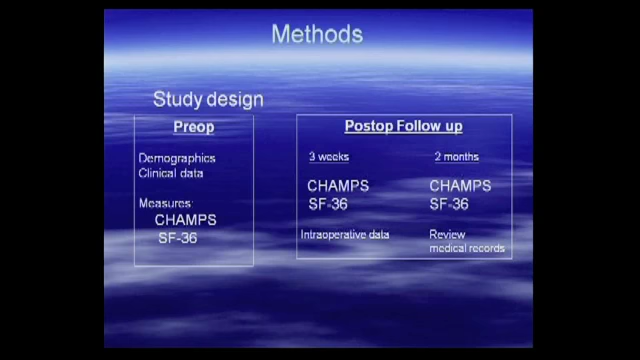 Methods
Study design
Preop
Demographics
Clinical data
Measures:
CHAMPS
SF-36
Postop Follow up
3 weeks
2 months
CHAMPS
CHAMPS
SF-36
SF-36
Intraoperative data
Review
medical records